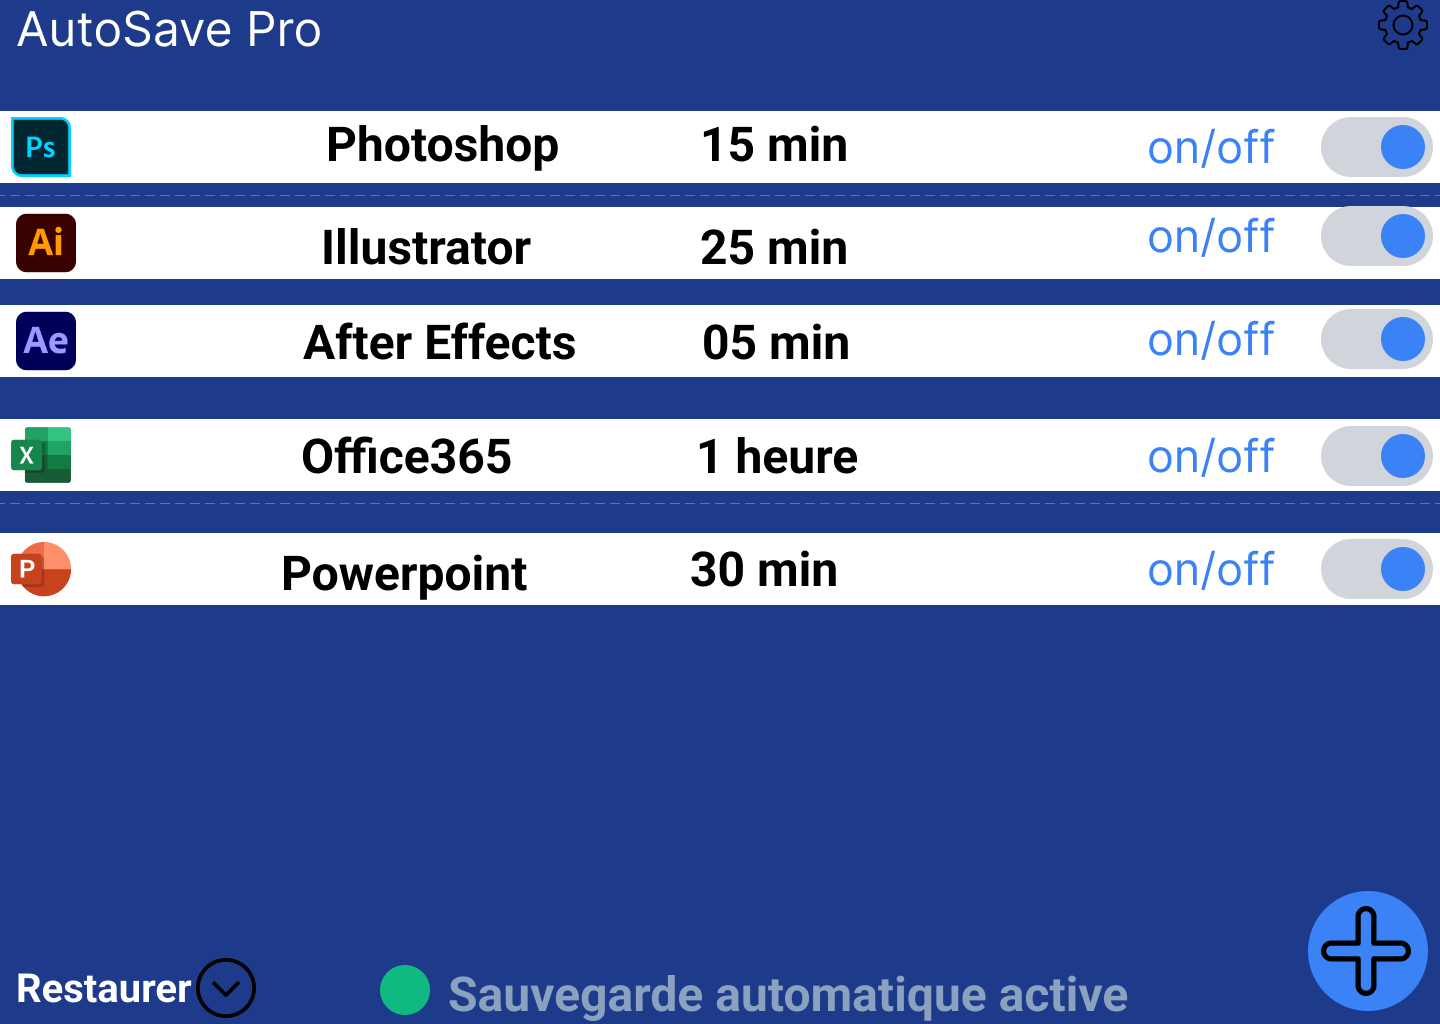 AutoSave Pro
Ps Photoshop 15 min on/off
Ai Illustrator 25 min on/off
Ae After Effects 05 min on/off
X Office365 1 heure on/off
P Powerpoint 30 min on/off
Restaurer Sauvegarde automatique active